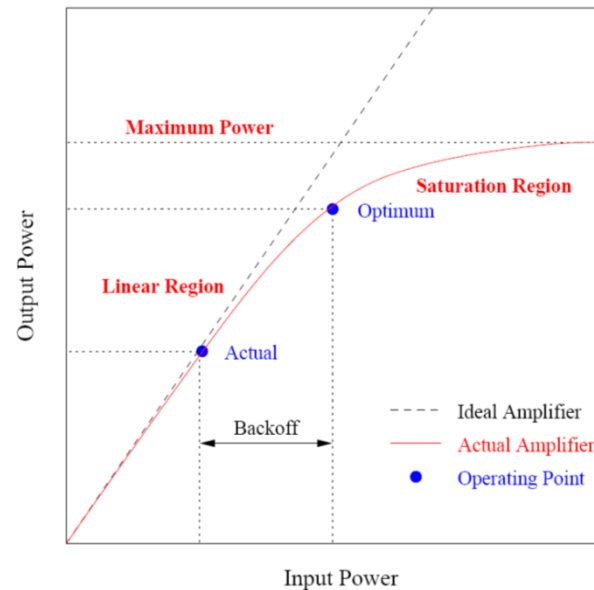 Maximum Power
Saturation Region
Optimum
Linear Region
Actual
Backoff
Ideal Amplifier
Actual Amplifier
Operating Point
Output Power
Input Power